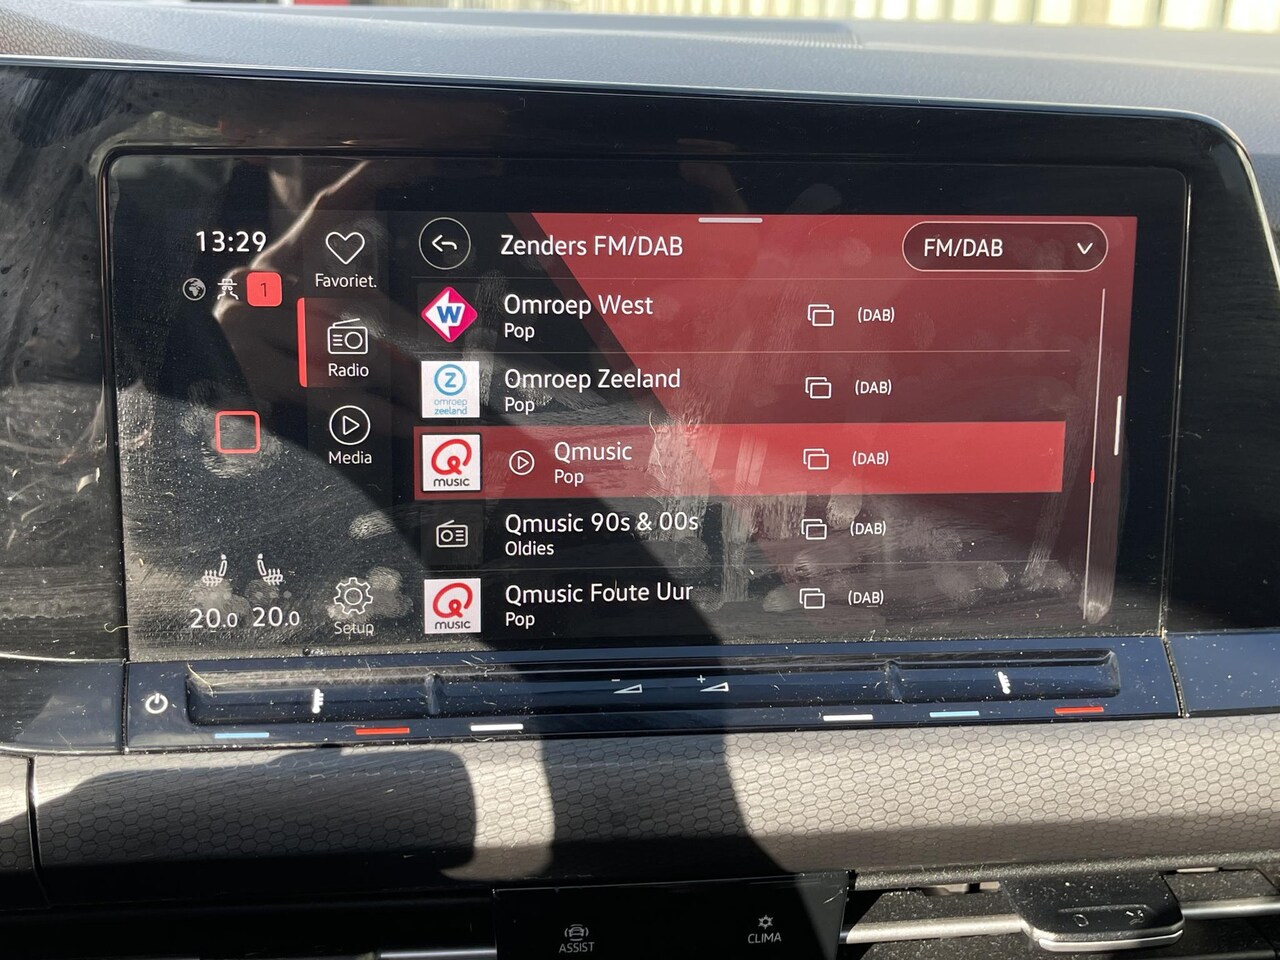 13:29
1
Favoriet.
Radio
Media
Setup
20.0 20.0
Zenders FM/DAB
FM/DAB
W
Omroep West
Pop
(DAB)
Z
omroep
zeeland
Omroep Zeeland
Pop
(DAB)
MUSIC
Qmusic
Pop
(DAB)
Qmusic 90s & 00s
Oldies
(DAB)
MUSIC
Qmusic Foute Uur
Pop
(DAB)
- +
ASSIST
CLIMA